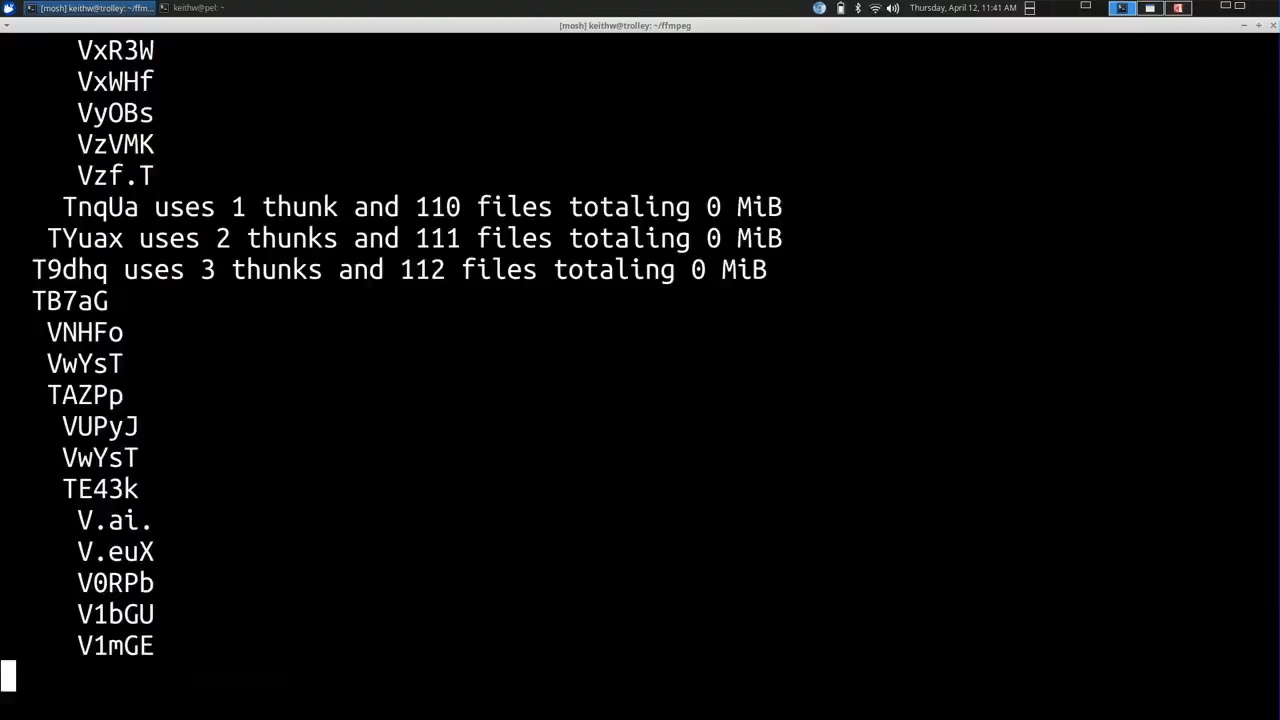 [mosh] keithw@trolley: ~/ffm...
keithw@pel: ~
Thursday, April 12, 11:41 AM
[mosh] keithw@trolley: ~/ffmpeg
VxR3W
VxWHf
VyOBs
VzVMK
Vzf.T
TnqUa uses 1 thunk and 110 files totaling 0 MiB
TYuax uses 2 thunks and 111 files totaling 0 MiB
T9dhq uses 3 thunks and 112 files totaling 0 MiB
TB7aG
VNHFo
VwYsT
TAZPp
VUPyJ
VwYsT
TE43k
V.ai.
V.euX
V0RPb
V1bGU
V1mGE